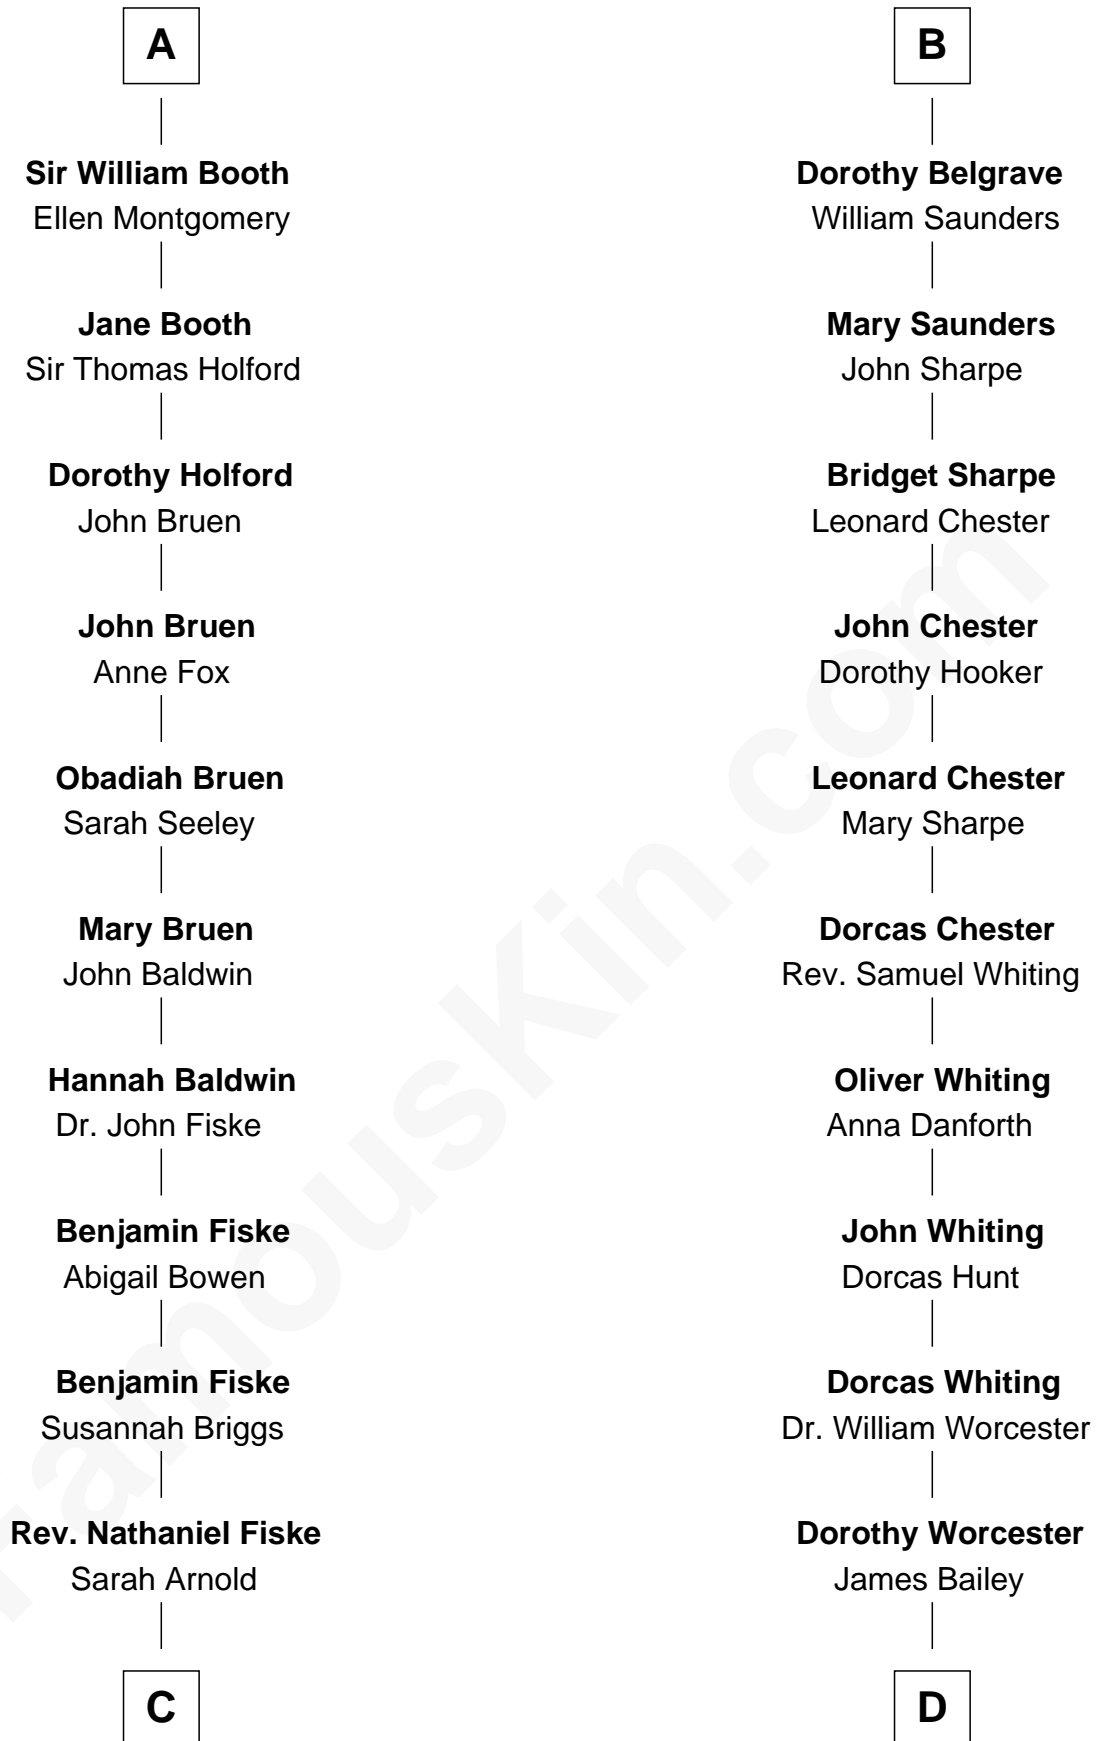 A
Sir William Booth
Ellen Montgomery
Jane Booth
Sir Thomas Holford
Dorothy Holford
John Bruen
John Bruen
Anne Fox
Obadiah Bruen
Sarah Seeley
Mary Bruen
John Baldwin
Hannah Baldwin
Dr. John Fiske
Benjamin Fiske
Abigail Bowen
Benjamin Fiske
Susannah Briggs
Rev. Nathaniel Fiske
Sarah Arnold
C
B
Dorothy Belgrave
William Saunders
Mary Saunders
John Sharpe
Bridget Sharpe
Leonard Chester
John Chester
Dorothy Hooker
Leonard Chester
Mary Sharpe
Dorcas Chester
Rev. Samuel Whiting
Oliver Whiting
Anna Danforth
John Whiting
Dorcas Hunt
Dorcas Whiting
Dr. William Worcester
Dorothy Worcester
James Bailey
D
FamousKin.com